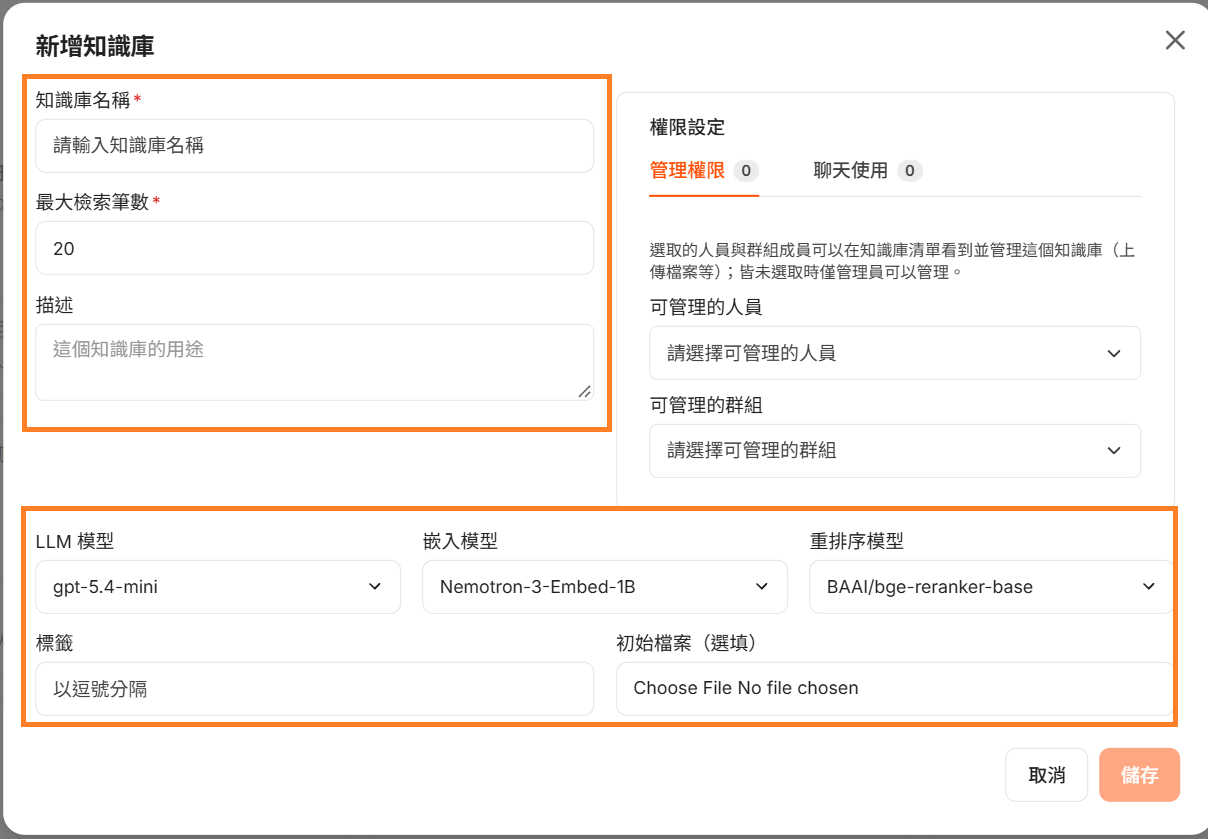 新增知識庫
知識庫名稱*
請輸入知識庫名稱
最大檢索筆數*
20
描述
這個知識庫的用途
權限設定
管理權限 0 聊天使用 0
選取的人員與群組成員可以在知識庫清單看到並管理這個知識庫（上
傳檔案等）；皆未選取時僅管理員可以管理。
可管理的人員
請選擇可管理的人員
可管理的群組
請選擇可管理的群組
LLM 模型 嵌入模型 重排序模型
gpt-5.4-mini Nemotron-3-Embed-1B BAAI/bge-reranker-base
標籤 初始檔案（選填）
以逗號分隔 Choose File No file chosen
取消 儲存